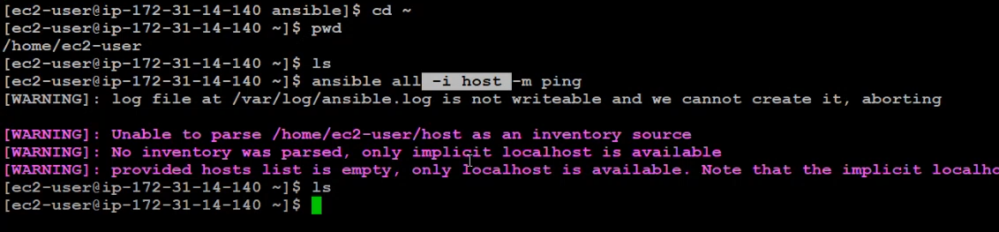 [ec2-user@ip-172-31-14-140 ansible]$ cd ~
[ec2-user@ip-172-31-14-140 ~]$ pwd
/home/ec2-user
[ec2-user@ip-172-31-14-140 ~]$ ls
[ec2-user@ip-172-31-14-140 ~]$ ansible all -i host -m ping
[WARNING]: log file at /var/log/ansible.log is not writeable and we cannot create it, aborting
[WARNING]: Unable to parse /home/ec2-user/host as an inventory source
[WARNING]: No inventory was parsed, only implicit localhost is available
[WARNING]: provided hosts list is empty, only localhost is available. Note that the implicit localho
[ec2-user@ip-172-31-14-140 ~]$ ls
[ec2-user@ip-172-31-14-140 ~]$